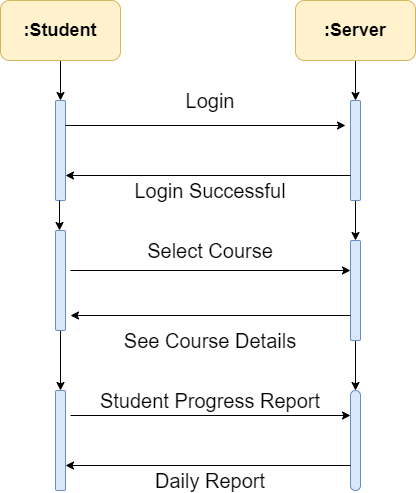 :Student
:Server
Login
Login Successful
Select Course
See Course Details
Student Progress Report
Daily Report